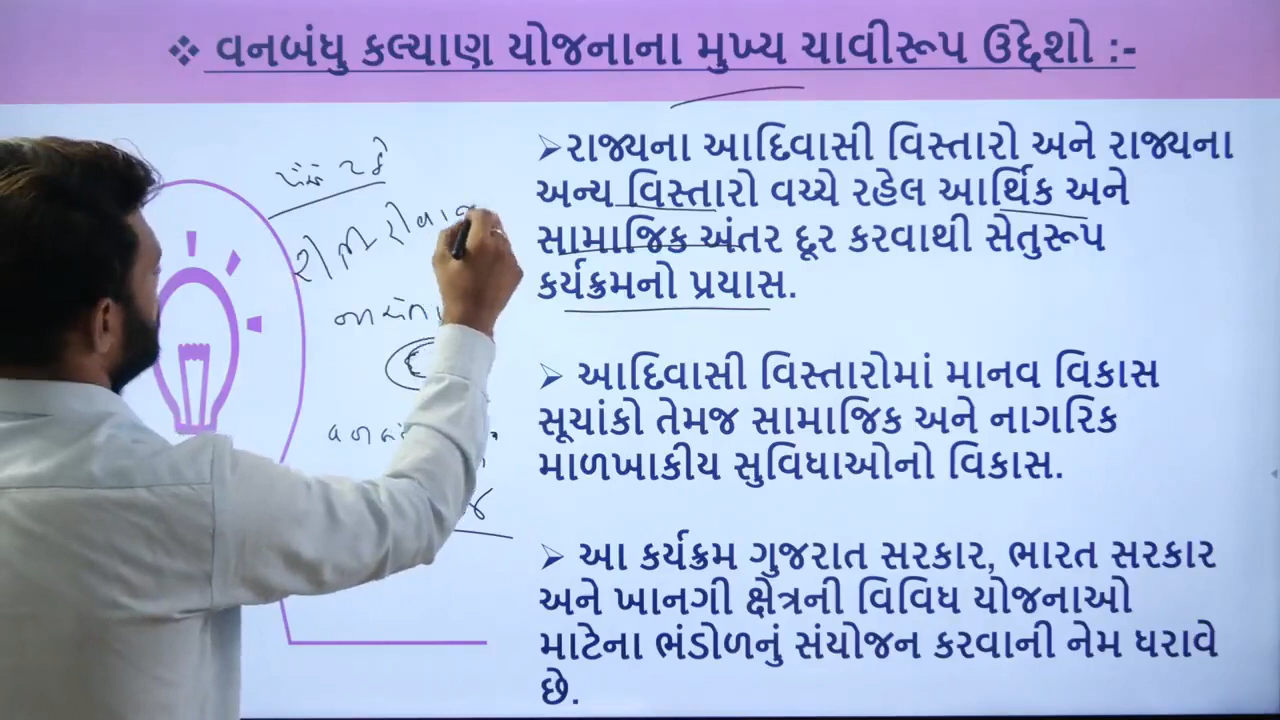 ❖ વનબંધુ કલ્યાણ યોજનાના મુખ્ય ચાવીરૂપ ઉદ્દેશો :-
➢રાજ્યના આદિવાસી વિસ્તારો અને રાજ્યના
અન્ય વિસ્તારો વચ્ચે રહેલ આર્થિક અને
સામાજિક અંતર દૂર કરવાથી સેતુરૂપ
કર્યક્રમનો પ્રયાસ.
➢ આદિવાસી વિસ્તારોમાં માનવ વિકાસ
સૂચાંકો તેમજ સામાજિક અને નાગરિક
માળખાકીય સુવિધાઓનો વિકાસ.
➢ આ કર્યક્રમ ગુજરાત સરકાર, ભારત સરકાર
અને ખાનગી ક્ષેત્રની વિવિધ યોજનાઓ
માટેના ભંડોળનું સંયોજન કરવાની નેમ ધરાવે
છે.